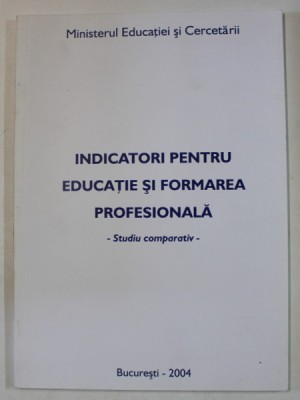 Ministerul Educaţiei şi Cercetării
INDICATORI PENTRU
EDUCAŢIE ŞI FORMAREA
PROFESIONALĂ
- Studiu comparativ -
Bucureşti - 2004